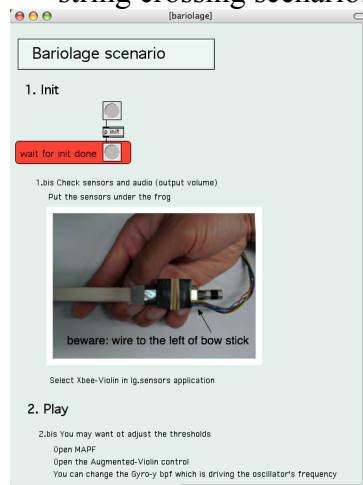 string crossing scenario
[bariolage]
Bariolage scenario
1. Init
p init
wait for init done
1.bis Check sensors and audio (output volume)
Put the sensors under the frog
beware: wire to the left of bow stick
Select Xbee-Violin in lg.sensors application
2. Play
2.bis You may want ot adjust the thresholds
Open MAPF
Open the Augmented-Violin control
You can change the Gyro-y bpf which is driving the oscillator's frequency